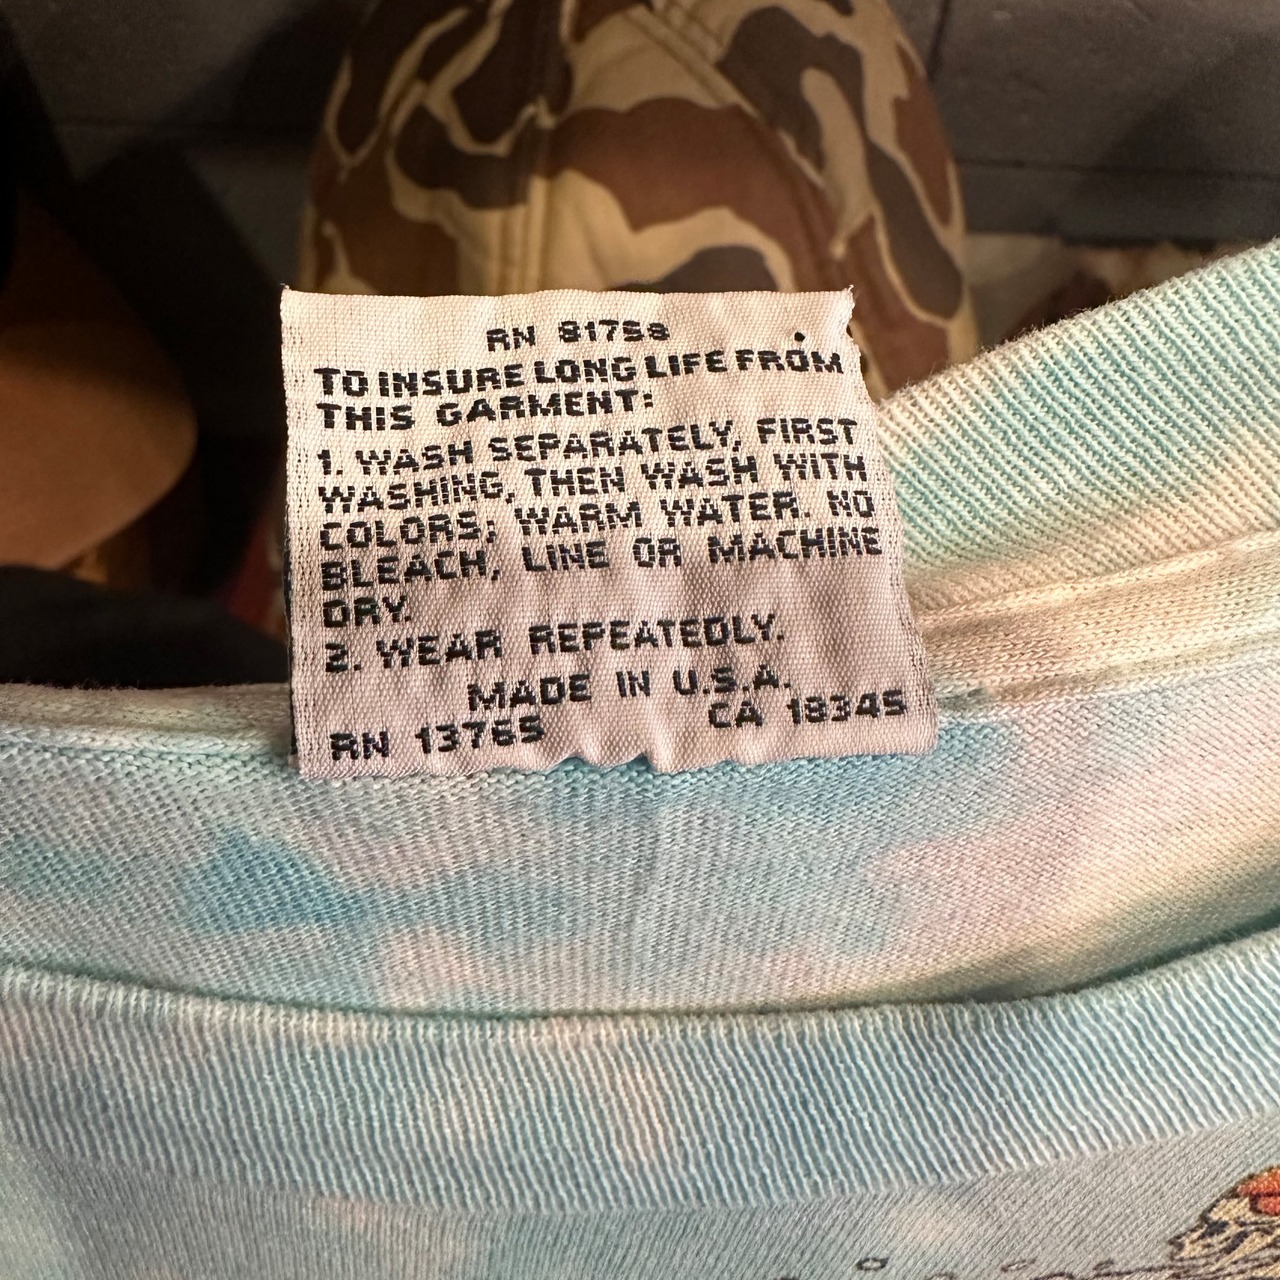 RN 81758
TO INSURE LONG LIFE FROM
THIS GARMENT:
1. WASH SEPARATELY, FIRST
WASHING, THEN WASH WITH
COLORS; WARM WATER. NO
BLEACH, LINE OR MACHINE
DRY.
2. WEAR REPEATEDLY.
MADE IN U.S.A.
RN 13765 CA 18345